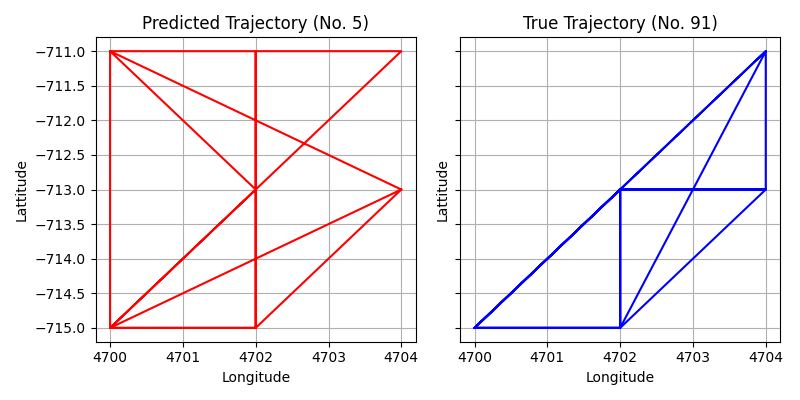 Predicted Trajectory (No. 5)
True Trajectory (No. 91)
−711.0
−711.5
−712.0
−712.5
−713.0
−713.5
−714.0
−714.5
−715.0
Lattitude
Lattitude
4700 4701 4702 4703 4704
4700 4701 4702 4703 4704
Longitude
Longitude